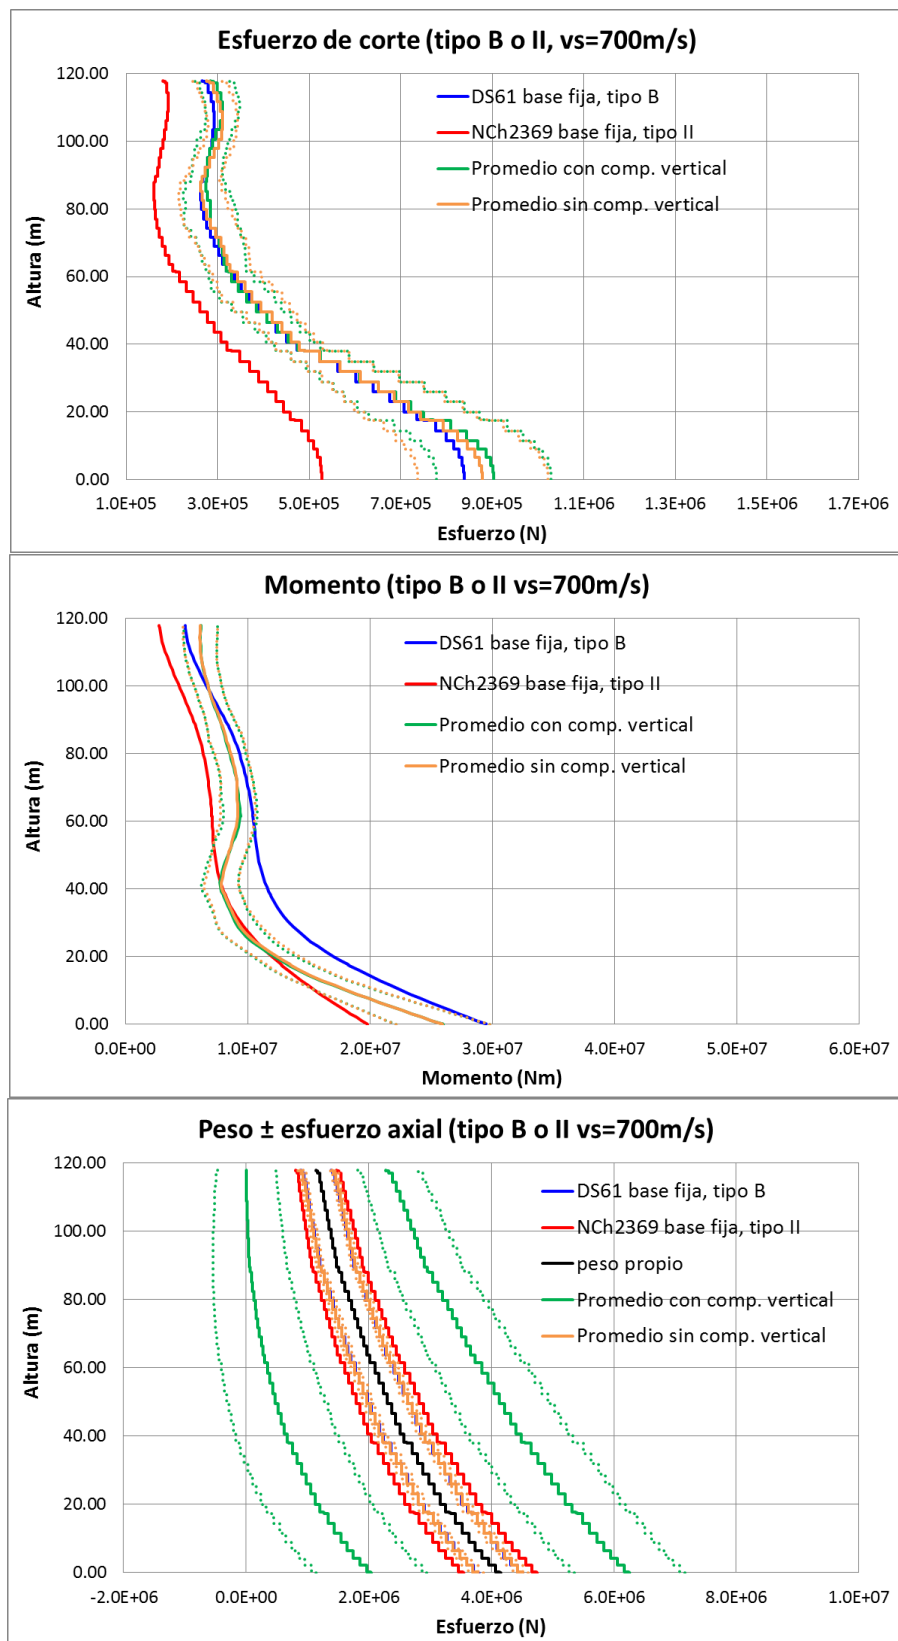 Esfuerzo de corte (tipo B o II, vs=700m/s)
120.00
100.00
80.00
60.00
40.00
20.00
0.00
Altura (m)
DS61 base fija, tipo B
NCh2369 base fija, tipo II
Promedio con comp. vertical
Promedio sin comp. vertical
1.0E+05 3.0E+05 5.0E+05 7.0E+05 9.0E+05 1.1E+06 1.3E+06 1.5E+06 1.7E+06
Esfuerzo (N)
Momento (tipo B o II vs=700m/s)
120.00
100.00
80.00
60.00
40.00
20.00
0.00
Altura (m)
DS61 base fija, tipo B
NCh2369 base fija, tipo II
Promedio con comp. vertical
Promedio sin comp. vertical
0.0E+00 1.0E+07 2.0E+07 3.0E+07 4.0E+07 5.0E+07 6.0E+07
Momento (Nm)
Peso ± esfuerzo axial (tipo B o II vs=700m/s)
120.00
100.00
80.00
60.00
40.00
20.00
0.00
Altura (m)
DS61 base fija, tipo B
NCh2369 base fija, tipo II
peso propio
Promedio con comp. vertical
Promedio sin comp. vertical
-2.0E+06 0.0E+00 2.0E+06 4.0E+06 6.0E+06 8.0E+06 1.0E+07
Esfuerzo (N)